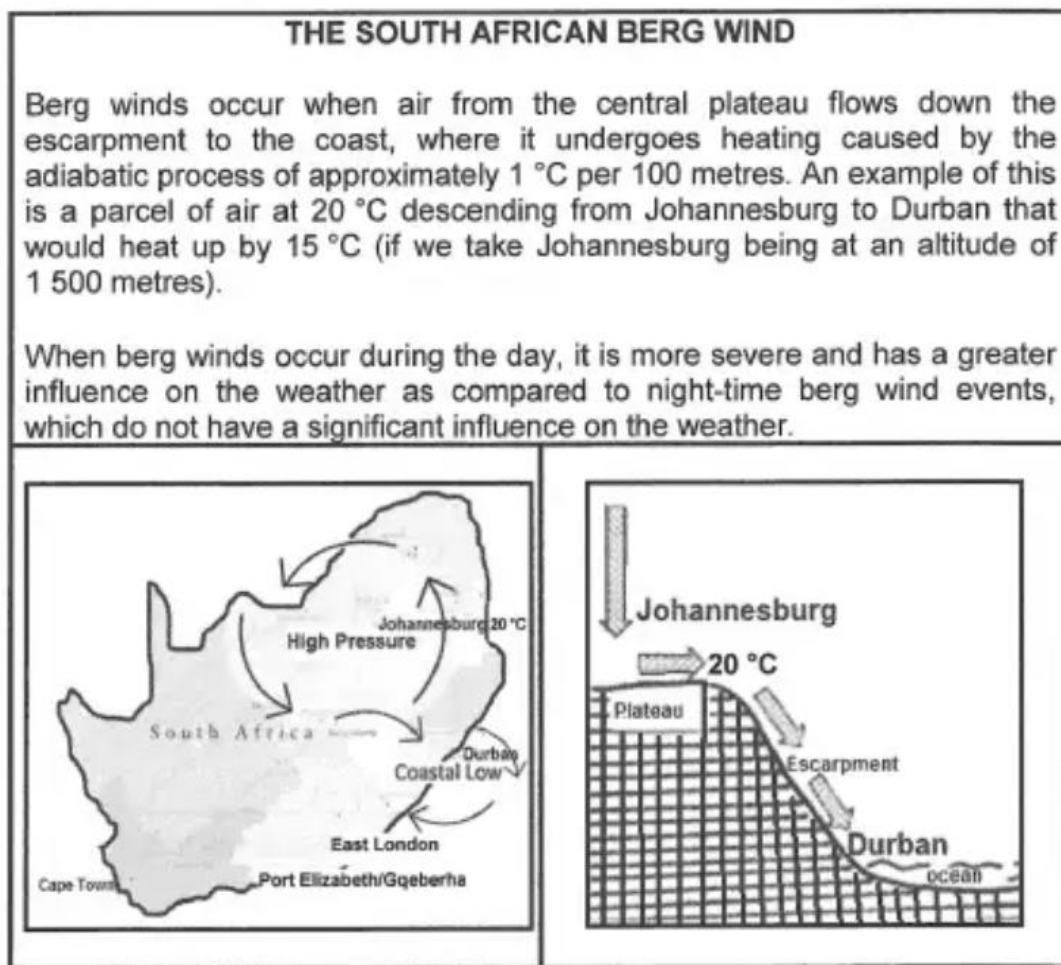 THE SOUTH AFRICAN BERG WIND
Berg winds occur when air from the central plateau flows down the
escarpment to the coast, where it undergoes heating caused by the
adiabatic process of approximately 1 °C per 100 metres. An example of this
is a parcel of air at 20 °C descending from Johannesburg to Durban that
would heat up by 15 °C (if we take Johannesburg being at an altitude of
1 500 metres).
When berg winds occur during the day, it is more severe and has a greater
influence on the weather as compared to night-time berg wind events,
which do not have a significant influence on the weather.
Johannesburg 20 °C
High Pressure
South Africa
Durban
Coastal Low
East London
Port Elizabeth/Gqeberha
Cape Town
Johannesburg
20 °C
Plateau
Escarpment
Durban
ocean